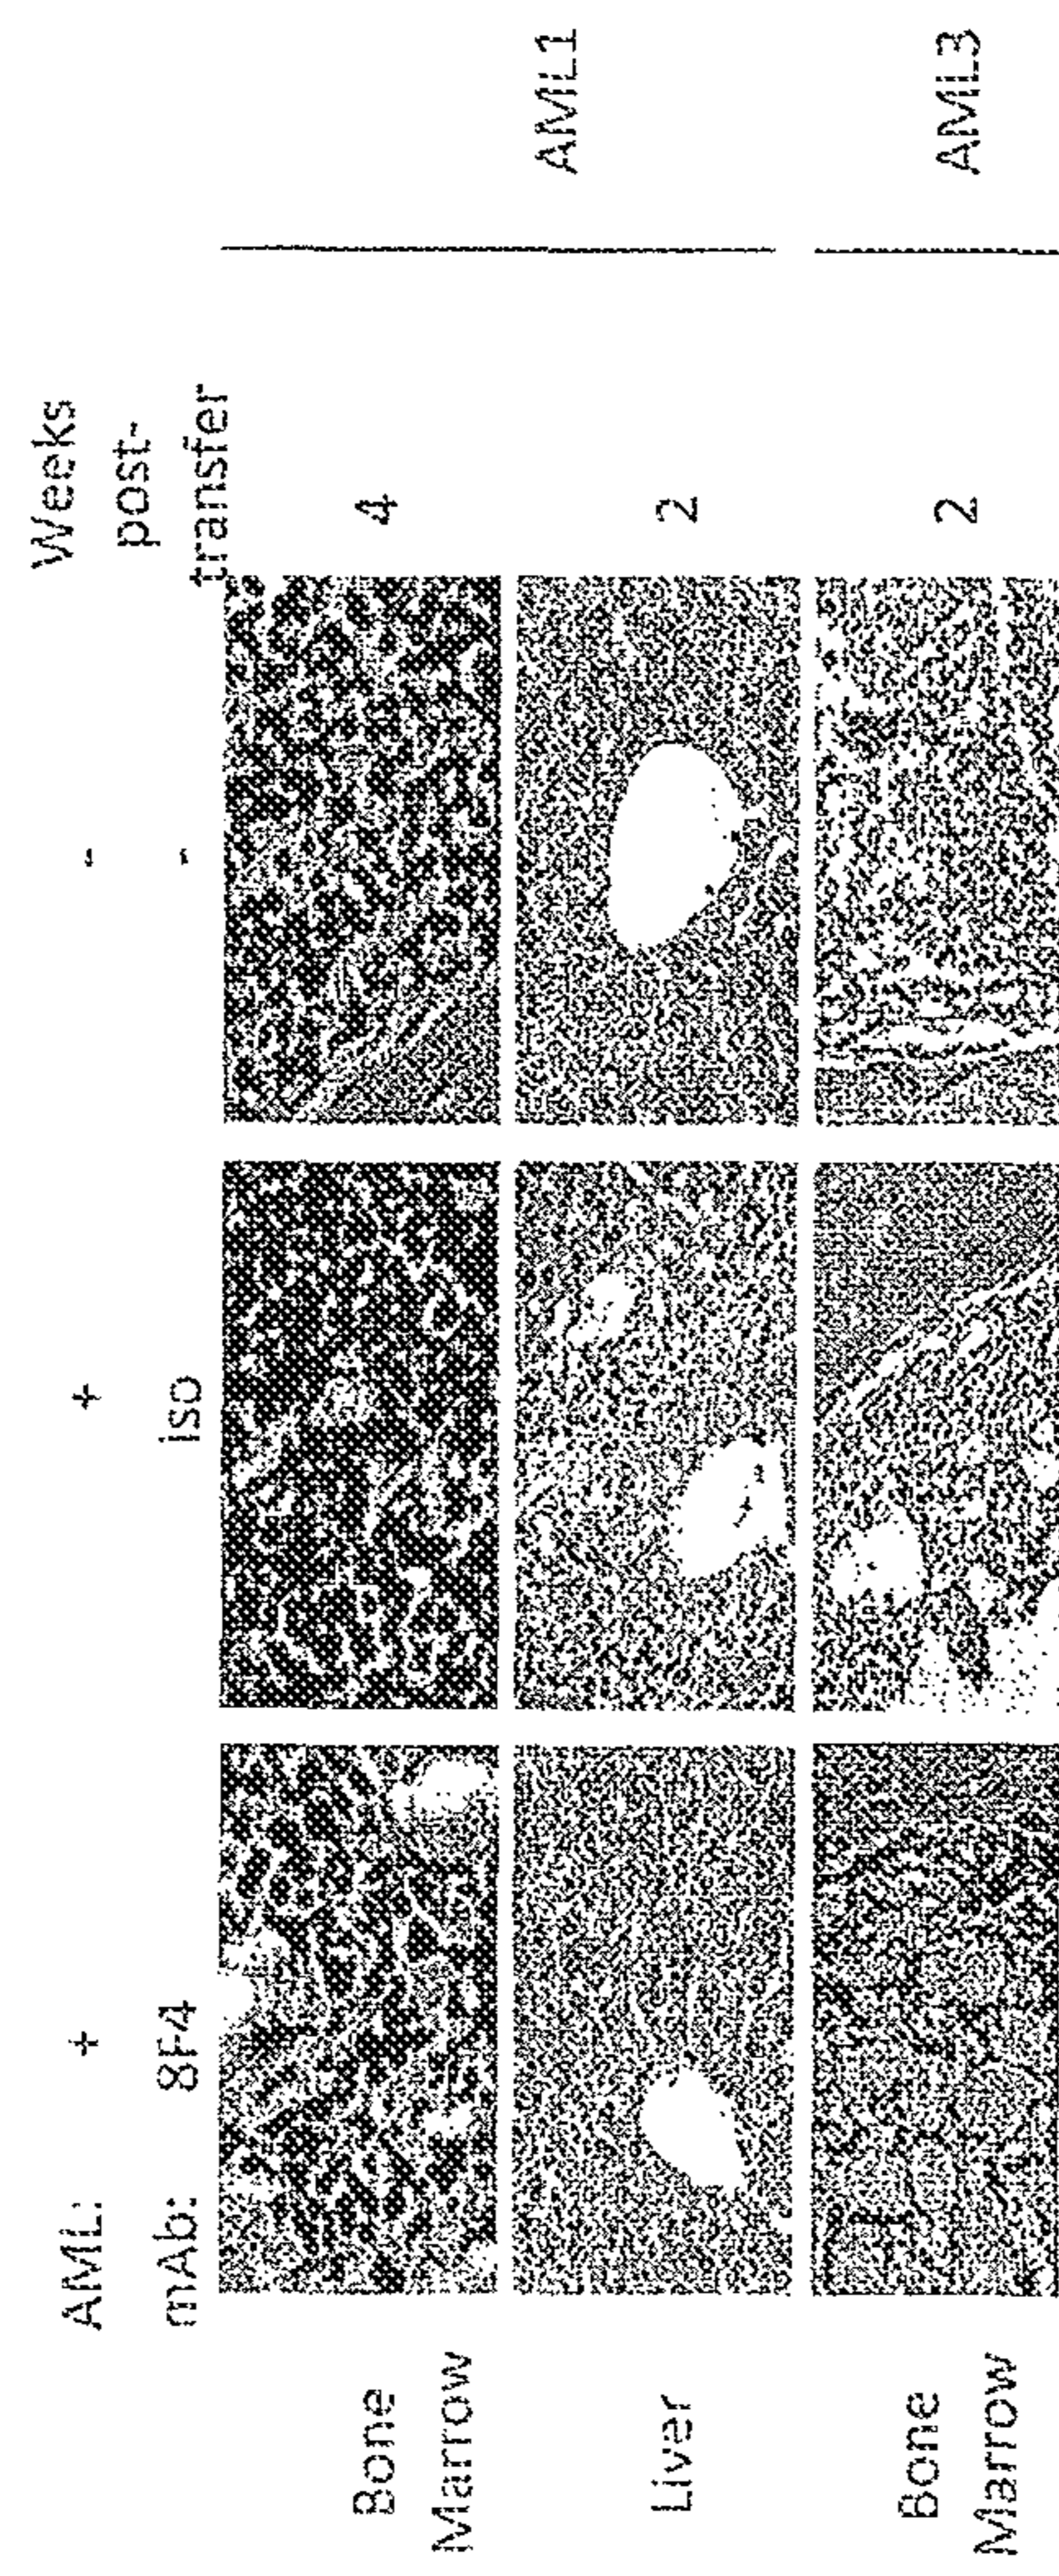 AML: + + -
mAb: 8F4 iso -
Weeks
post-
transfer
Bone
Marrow
4
Liver
2
AML1
Bone
Marrow
2
AML3